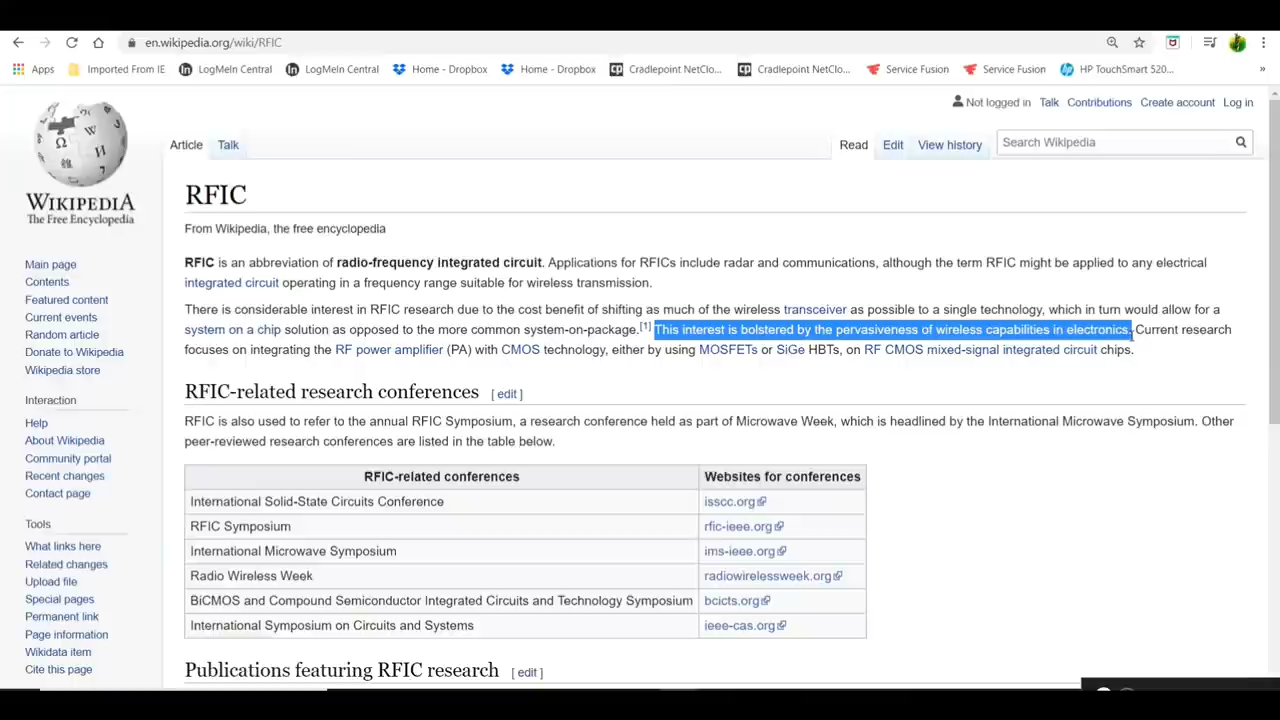 en.wikipedia.org/wiki/RFIC
Apps Imported From IE LogMeIn Central LogMeIn Central Home - Dropbox Home - Dropbox Cradlepoint NetClo... Cradlepoint NetClo... Service Fusion Service Fusion HP TouchSmart 520... »
Not logged in Talk Contributions Create account Log in
Article Talk Read Edit View history Search Wikipedia
WIKIPEDIA
The Free Encyclopedia
Main page
Contents
Featured content
Current events
Random article
Donate to Wikipedia
Wikipedia store
Interaction
Help
About Wikipedia
Community portal
Recent changes
Contact page
Tools
What links here
Related changes
Upload file
Special pages
Permanent link
Page information
Wikidata item
Cite this page
RFIC
From Wikipedia, the free encyclopedia
RFIC is an abbreviation of radio-frequency integrated circuit. Applications for RFICs include radar and communications, although the term RFIC might be applied to any electrical
integrated circuit operating in a frequency range suitable for wireless transmission.
There is considerable interest in RFIC research due to the cost benefit of shifting as much of the wireless transceiver as possible to a single technology, which in turn would allow for a
system on a chip solution as opposed to the more common system-on-package.[1] This interest is bolstered by the pervasiveness of wireless capabilities in electronics. Current research
focuses on integrating the RF power amplifier (PA) with CMOS technology, either by using MOSFETs or SiGe HBTs, on RF CMOS mixed-signal integrated circuit chips.
RFIC-related research conferences [ edit ]
RFIC is also used to refer to the annual RFIC Symposium, a research conference held as part of Microwave Week, which is headlined by the International Microwave Symposium. Other
peer-reviewed research conferences are listed in the table below.
RFIC-related conferences Websites for conferences
International Solid-State Circuits Conference isscc.org
RFIC Symposium rfic-ieee.org
International Microwave Symposium ims-ieee.org
Radio Wireless Week radiowirelessweek.org
BiCMOS and Compound Semiconductor Integrated Circuits and Technology Symposium bcicts.org
International Symposium on Circuits and Systems ieee-cas.org
Publications featuring RFIC research [ edit ]